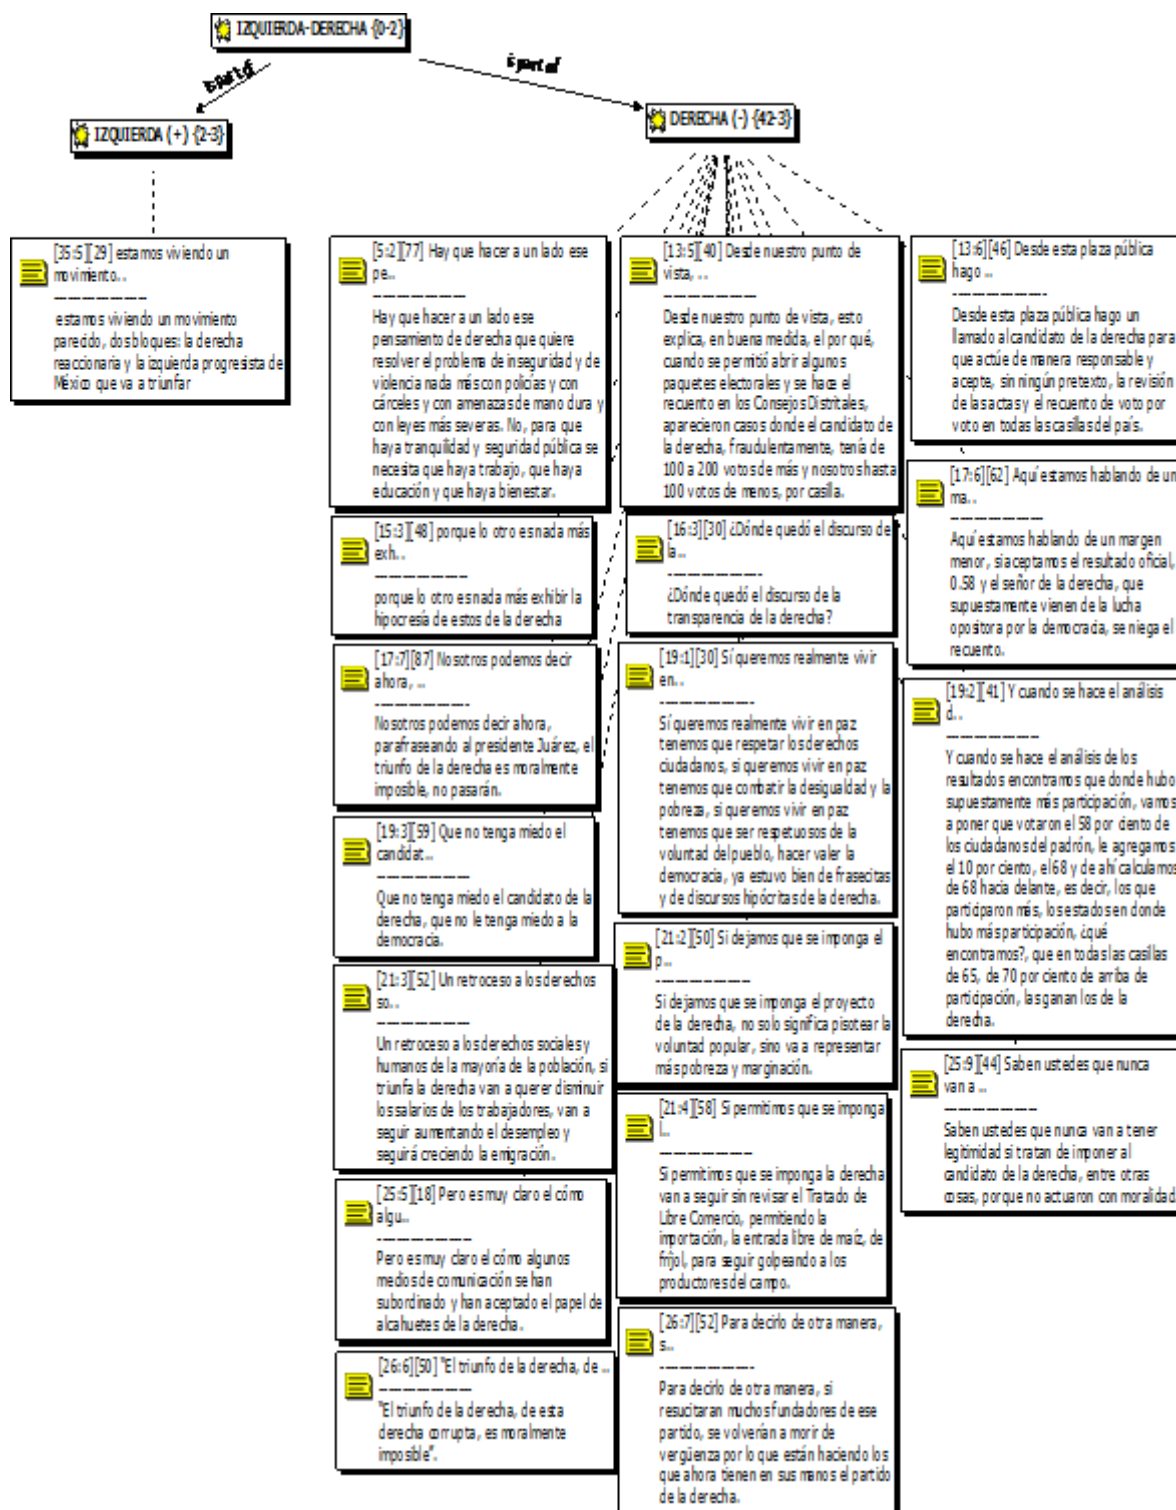 IZQUIERDA-DERECHA {0-2}
is part of
is part of
IZQUIERDA (+) {2-3}
DERECHA (-) {42-3}
[35:5][29] estamos viviendo un
movimiento..
--------------------
estamos viviendo un movimiento
parecido, dos bloques: la derecha
reaccionaria y la izquierda progresista de
México que va a triunfar
[5:2][77] Hay que hacer a un lado ese
pe..
--------------------
Hay que hacer a un lado ese
pensamiento de derecha que quiere
resolver el problema de inseguridad y de
violencia nada más con policías y con
cárceles y con amenazas de mano dura y
con leyes más severas. No, para que
haya tranquilidad y seguridad pública se
necesita que haya trabajo, que haya
educación y que haya bienestar.
[15:3][48] porque lo otro es nada más
exh..
--------------------
porque lo otro es nada más exhibir la
hipocresía de estos de la derecha
[17:7][87] Nosotros podemos decir
ahora, ...
--------------------
Nosotros podemos decir ahora,
parafraseando al presidente Juárez, el
triunfo de la derecha es moralmente
imposible, no pasarán.
[19:3][59] Que no tenga miedo el
candidat...
--------------------
Que no tenga miedo el candidato de la
derecha, que no le tenga miedo a la
democracia.
[21:3][52] Un retroceso a los derechos
so..
--------------------
Un retroceso a los derechos sociales y
humanos de la mayoría de la población, si
triunfa la derecha van a querer disminuir
los salarios de los trabajadores, van a
seguir aumentando el desempleo y
seguirá creciendo la emigración.
[25:5][18] Pero es muy claro el cómo
algu..
--------------------
Pero es muy claro el cómo algunos
medios de comunicación se han
subordinado y han aceptado el papel de
alcahuetes de la derecha.
[26:6][50] "El triunfo de la derecha, de ...
--------------------
"El triunfo de la derecha, de esta
derecha corrupta, es moralmente
imposible".
[13:5][40] Desde nuestro punto de
vista, ...
--------------------
Desde nuestro punto de vista, esto
explica, en buena medida, el por qué,
cuando se permitió abrir algunos
paquetes electorales y se hace el
recuento en los Consejos Distritales,
aparecieron casos donde el candidato de
la derecha, fraudulentamente, tenía de
100 a 200 votos de más y nosotros hasta
100 votos de menos, por casilla.
[16:3][30] ¿Dónde quedó el discurso de
la..
--------------------
¿Dónde quedó el discurso de la
transparencia de la derecha?
[19:1][30] Sí queremos realmente vivir
en..
--------------------
Sí queremos realmente vivir en paz
tenemos que respetar los derechos
ciudadanos, si queremos vivir en paz
tenemos que combatir la desigualdad y la
pobreza, si queremos vivir en paz
tenemos que ser respetuosos de la
voluntad del pueblo, hacer valer la
democracia, ya estuvo bien de frasecitas
y de discursos hipócritas de la derecha.
[21:2][50] Si dejamos que se imponga el
p...
--------------------
Si dejamos que se imponga el proyecto
de la derecha, no solo significa pisotear la
voluntad popular, sino va a representar
más pobreza y marginación.
[21:4][58] Si permitimos que se imponga
l..
--------------------
Si permitimos que se imponga la derecha
van a seguir sin revisar el Tratado de
Libre Comercio, permitiendo la
importación, la entrada libre de maíz, de
frijol, para seguir golpeando a los
productores del campo.
[26:7][52] Para decirlo de otra manera,
s..
--------------------
Para decirlo de otra manera, si
resucitaran muchos fundadores de ese
partido, se volverían a morir de
vergüenza por lo que están haciendo los
que ahora tienen en sus manos el partido
de la derecha.
[13:6][46] Desde esta plaza pública
hago ...
--------------------
Desde esta plaza pública hago un
llamado al candidato de la derecha para
que actúe de manera responsable y
acepte, sin ningún pretexto, la revisión
de las actas y el recuento de voto por
voto en todas las casillas del país.
[17:6][62] Aquí estamos hablando de un
ma..
--------------------
Aquí estamos hablando de un margen
menor, si aceptamos el resultado oficial,
0.58 y el señor de la derecha, que
supuestamente vienen de la lucha
opositora por la democracia, se niega el
recuento.
[19:2][41] Y cuando se hace el análisis
d..
--------------------
Y cuando se hace el análisis de los
resultados encontramos que donde hubo
supuestamente más participación, vamos
a poner que votaron el 58 por ciento de
los ciudadanos del padrón, le agregamos
el 10 por ciento, el 68 y de ahí calculamos
de 68 hacia delante, es decir, los que
participaron más, los estados en donde
hubo más participación, ¿qué
encontramos?, que en todas las casillas
de 65, de 70 por ciento de arriba de
participación, las ganan los de la
derecha.
[25:9][44] Saben ustedes que nunca
van a ...
--------------------
Saben ustedes que nunca van a tener
legitimidad si tratan de imponer al
candidato de la derecha, entre otras
cosas, porque no actuaron con moralidad